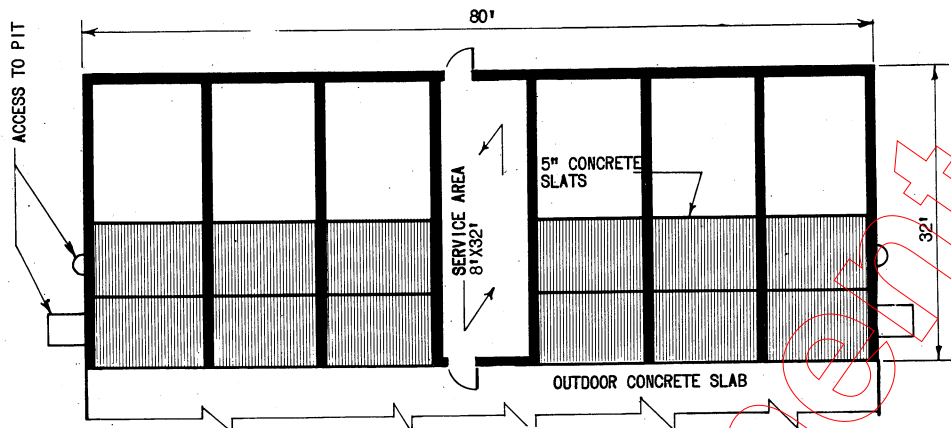 80'
ACCESS TO PIT
5" CONCRETE
SLATS
SERVICE AREA
8'X32'
32'
OUTDOOR CONCRETE SLAB